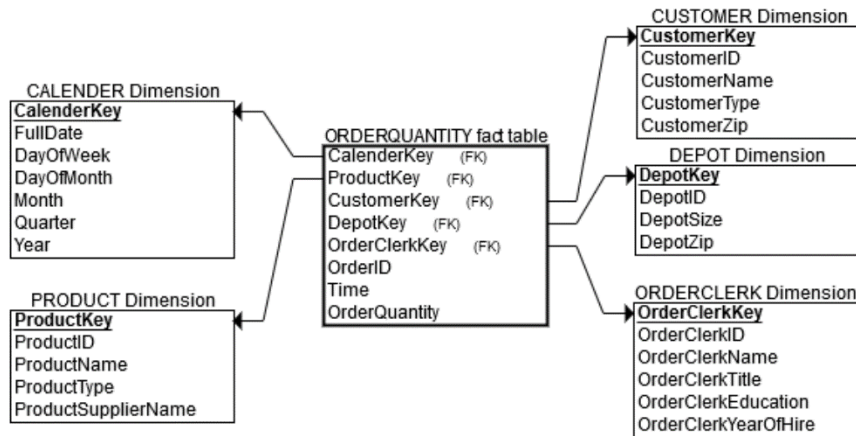 CALENDER Dimension
CalenderKey
FullDate
DayOfWeek
DayOfMonth
Month
Quarter
Year
PRODUCT Dimension
ProductKey
ProductID
ProductName
ProductType
ProductSupplierName
ORDERQUANTITY fact table
CalenderKey (FK)
ProductKey (FK)
CustomerKey (FK)
DepotKey (FK)
OrderClerkKey (FK)
OrderID
Time
OrderQuantity
CUSTOMER Dimension
CustomerKey
CustomerID
CustomerName
CustomerType
CustomerZip
DEPOT Dimension
DepotKey
DepotID
DepotSize
DepotZip
ORDERCLERK Dimension
OrderClerkKey
OrderClerkID
OrderClerkName
OrderClerkTitle
OrderClerkEducation
OrderClerkYearOfHire